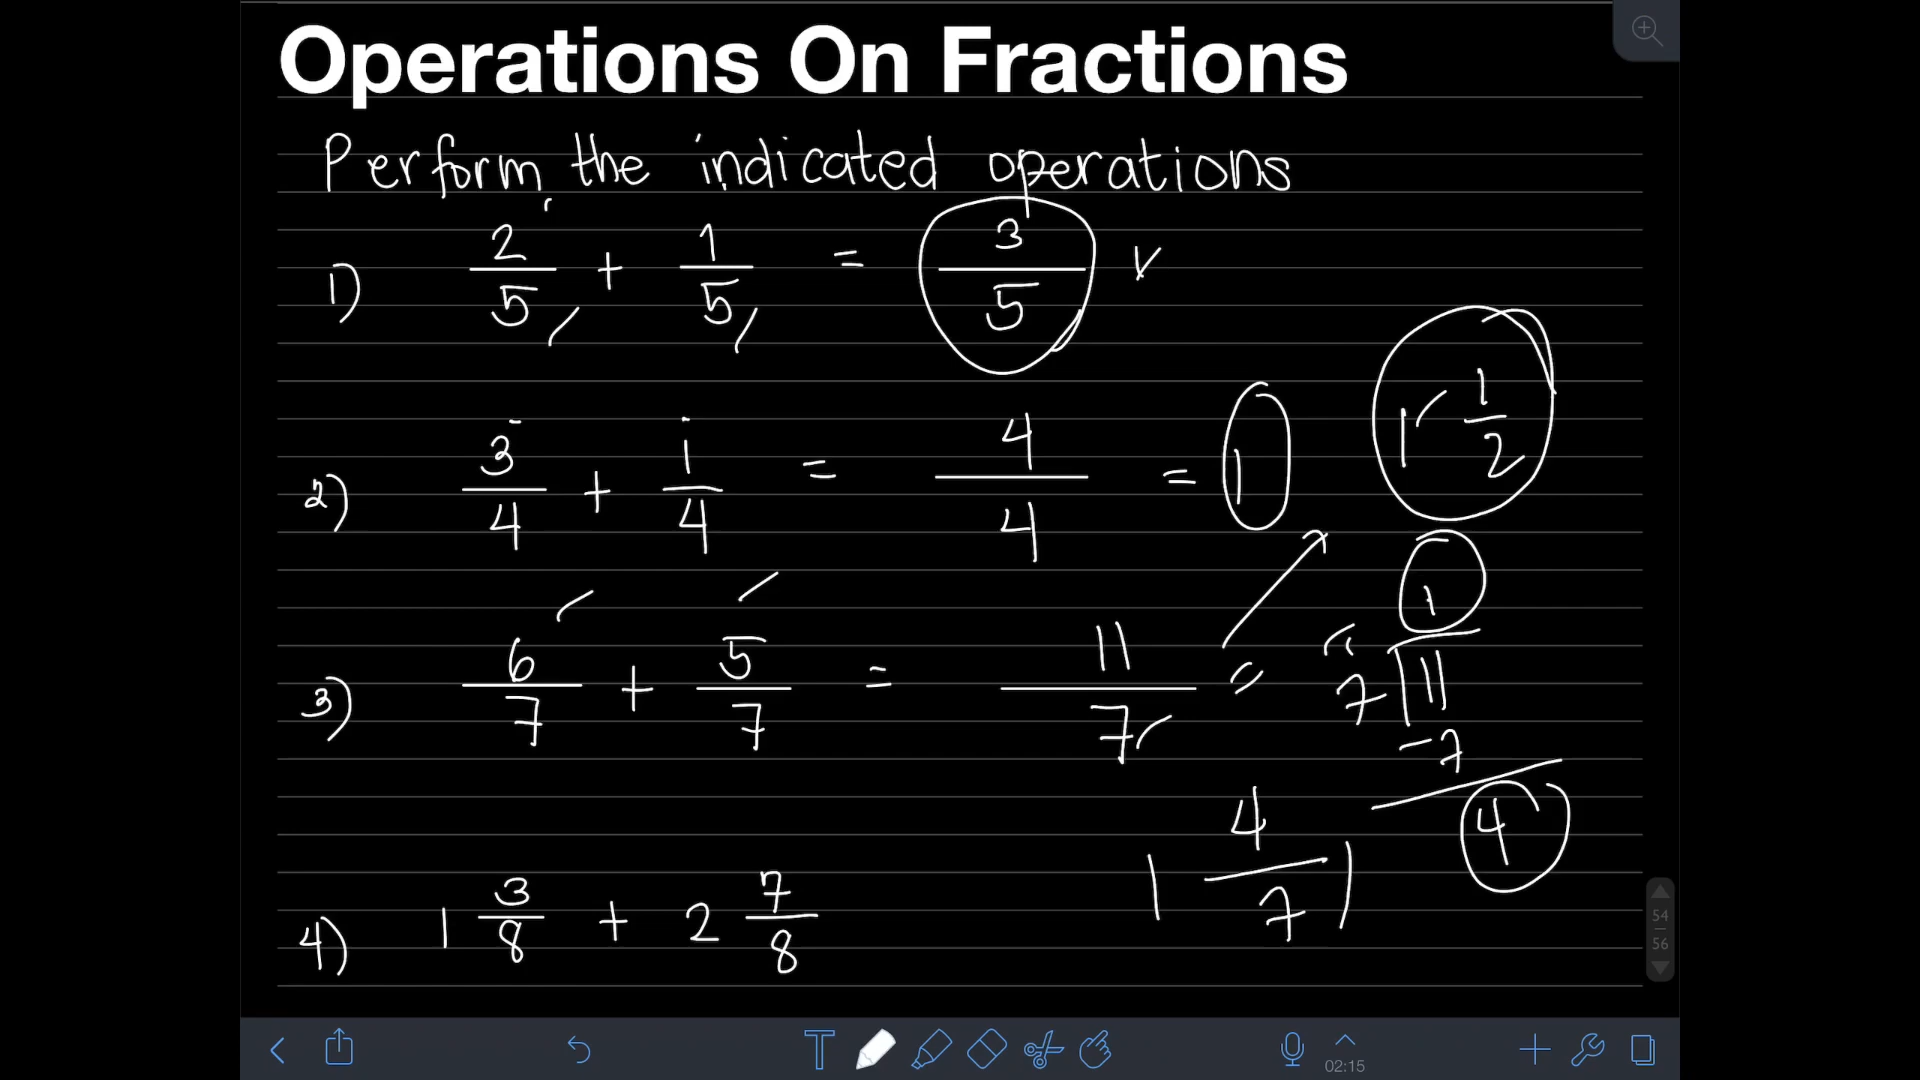 Operations On Fractions
Perform the indicated operations
1) 2/5 + 1/5 = 3/5
2) 3/4 + 1/4 = 4/4 = 1
1 1/2
3) 6/7 + 5/7 = 11/7 =
1
7 11
-7
4
1 4/7
4) 1 3/8 + 2 7/8
54
56
T
02:15